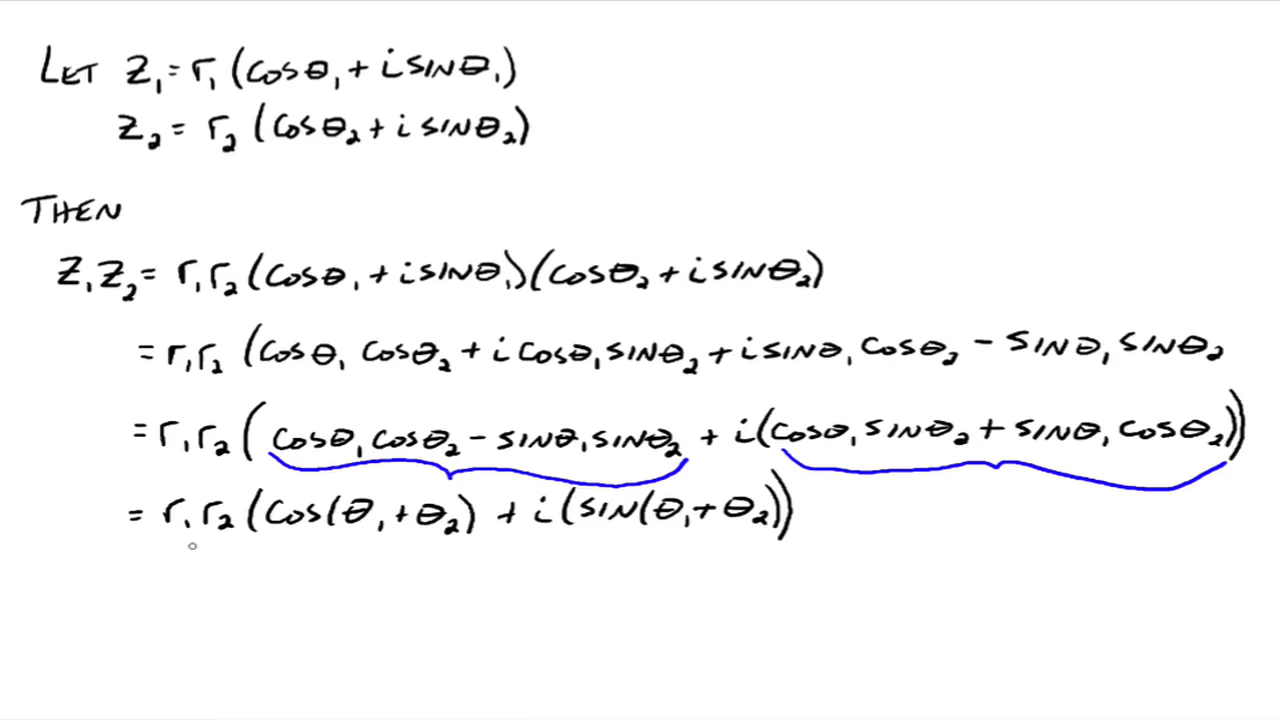 LET Z₁ = r₁ (cosθ₁ + i sinθ₁)
Z₂ = r₂ (cosθ₂ + i sinθ₂)
THEN
Z₁Z₂ = r₁r₂ (cosθ₁ + i sinθ₁)(cosθ₂ + i sinθ₂)
= r₁r₂ (cosθ₁ cosθ₂ + i cosθ₁ sinθ₂ + i sinθ₁ cosθ₂ - sinθ₁ sinθ₂
= r₁r₂ (cosθ₁ cosθ₂ - sinθ₁ sinθ₂ + i(cosθ₁ sinθ₂ + sinθ₁ cosθ₂))
= r₁r₂ (cos(θ₁+θ₂) + i(sin(θ₁+θ₂))